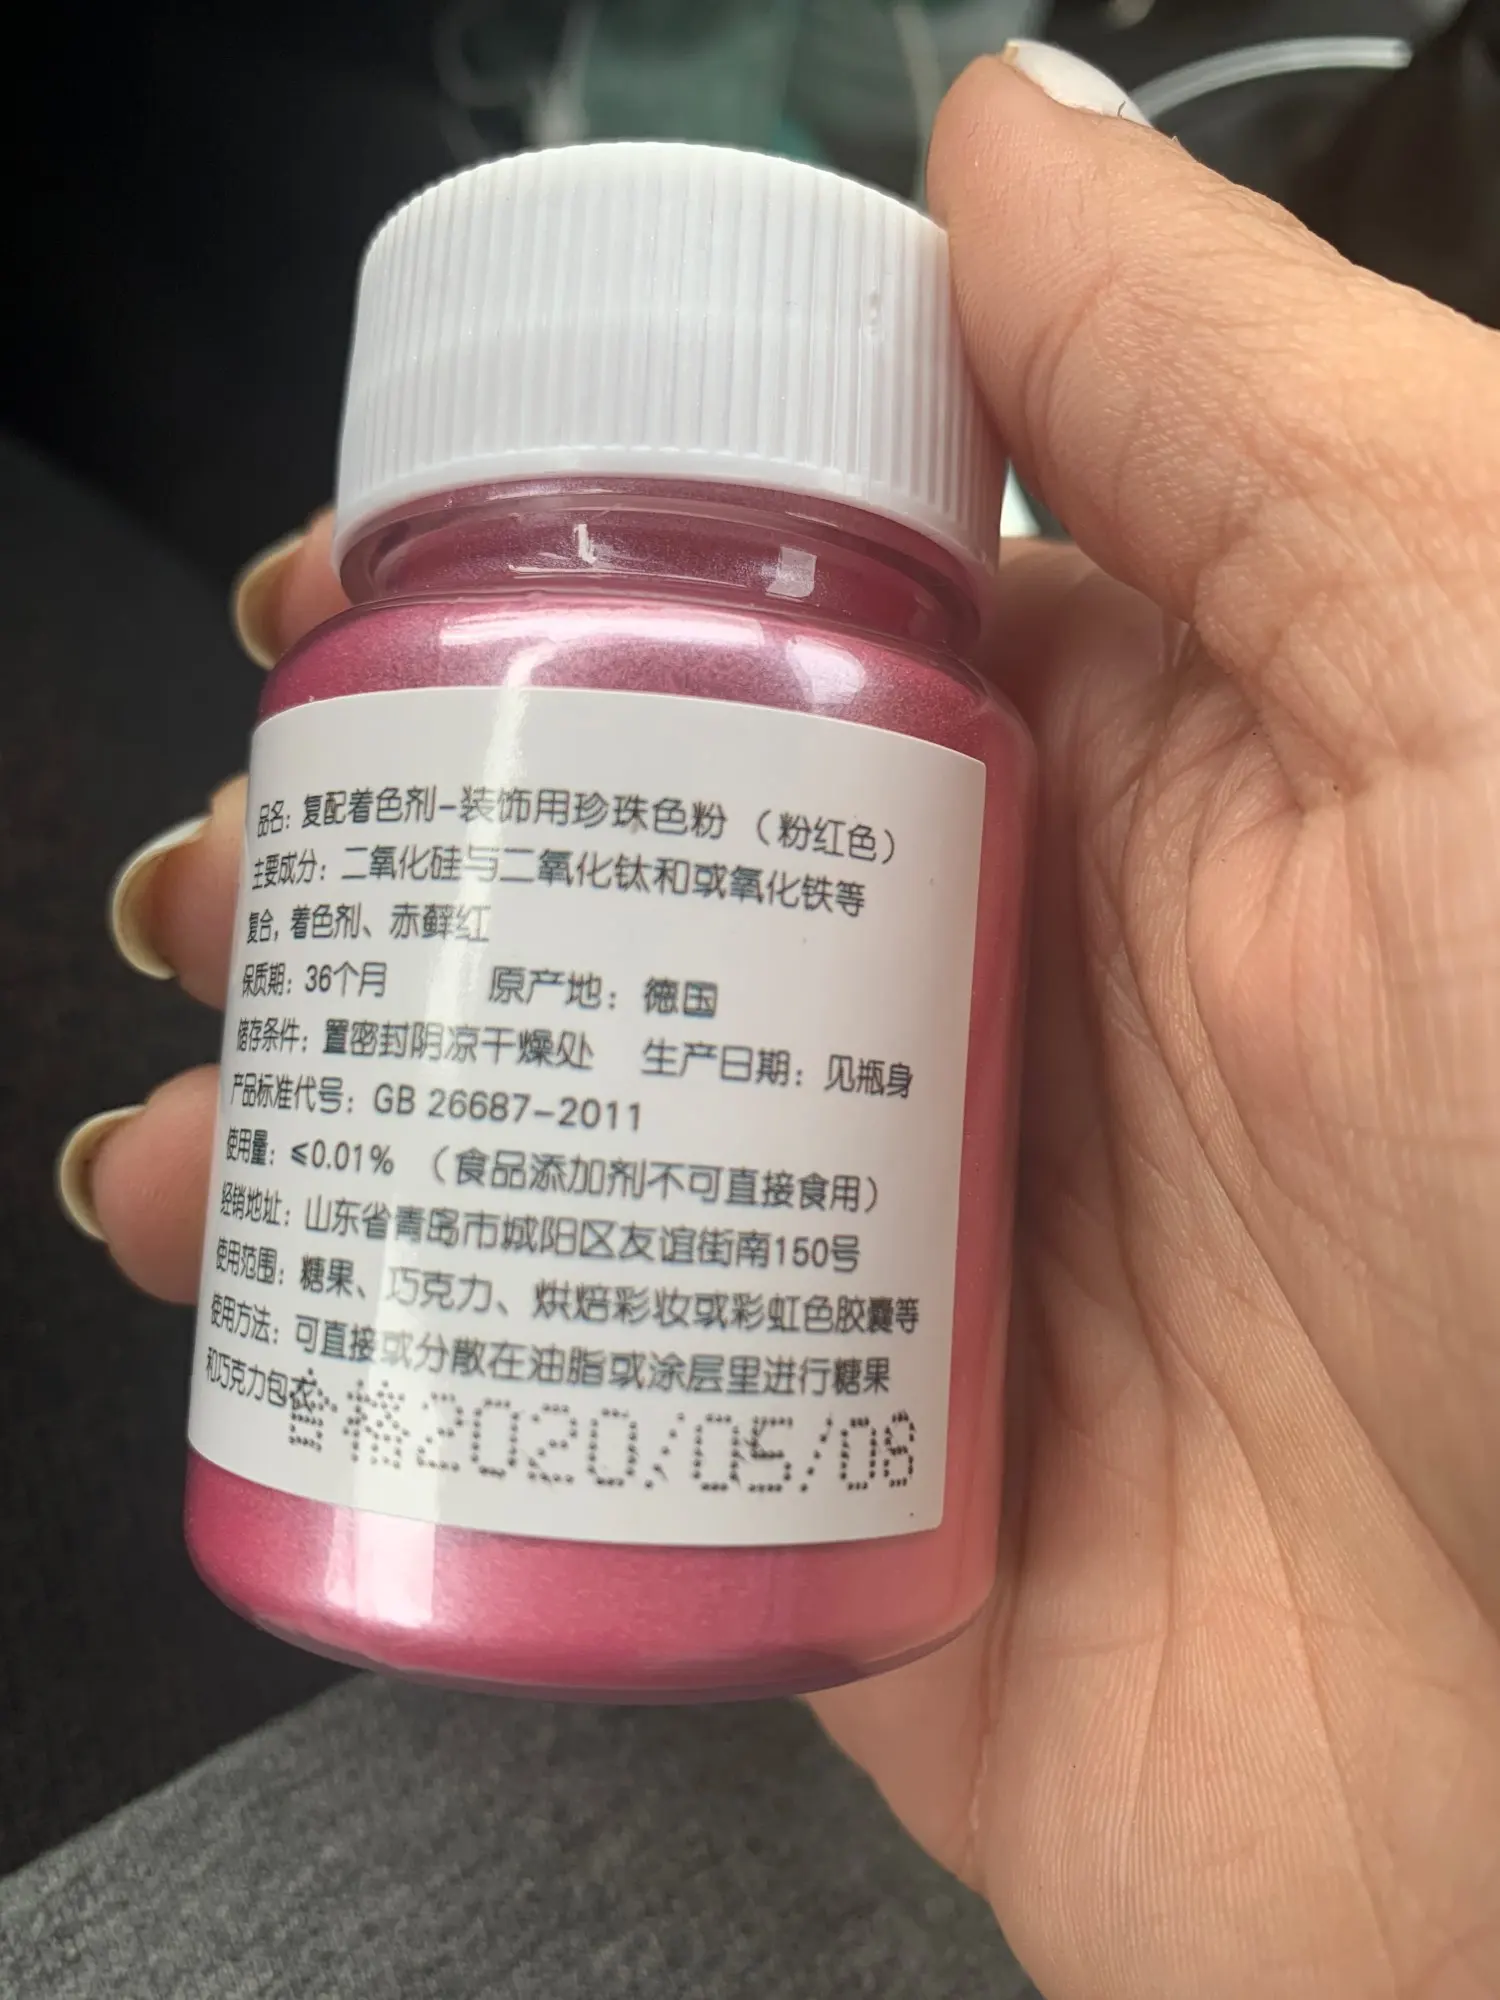 品名：复配着色剂-装饰用珍珠色粉 （粉红色）
主要成分：二氧化硅与二氧化钛和或氧化铁等
复合，着色剂、赤藓红
保质期：36个月 原产地：德国
储存条件：置密封阴凉干燥处 生产日期：见瓶身
产品标准代号：GB 26687-2011
使用量：≤0.01% （食品添加剂不可直接食用）
经销地址：山东省青岛市城阳区友谊街南150号
使用范围：糖果、巧克力、烘焙彩妆或彩虹色胶囊等
使用方法：可直接或分散在油脂或涂层里进行糖果
和巧克力包衣
合格2020/05/08